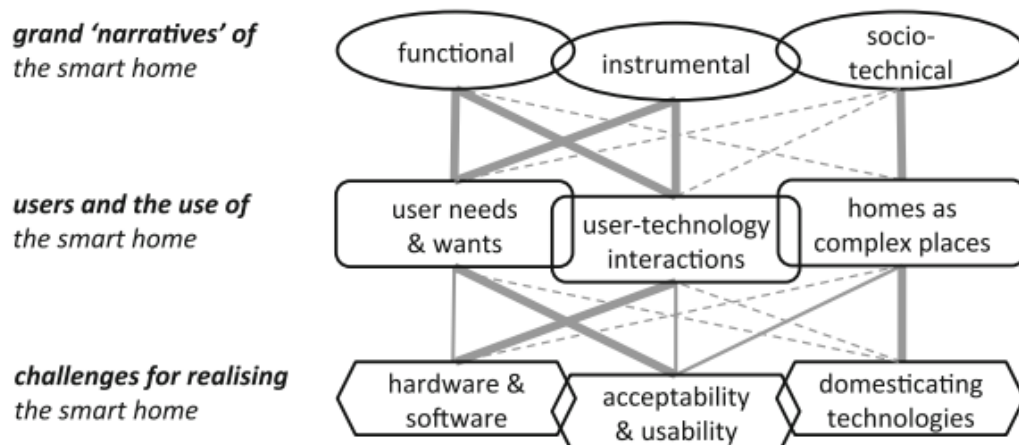 grand ‘narratives’ of
the smart home
functional
instrumental
socio-
technical
users and the use of
the smart home
user needs
& wants
user-technology
interactions
homes as
complex places
challenges for realising
the smart home
hardware &
software
acceptability
& usability
domesticating
technologies